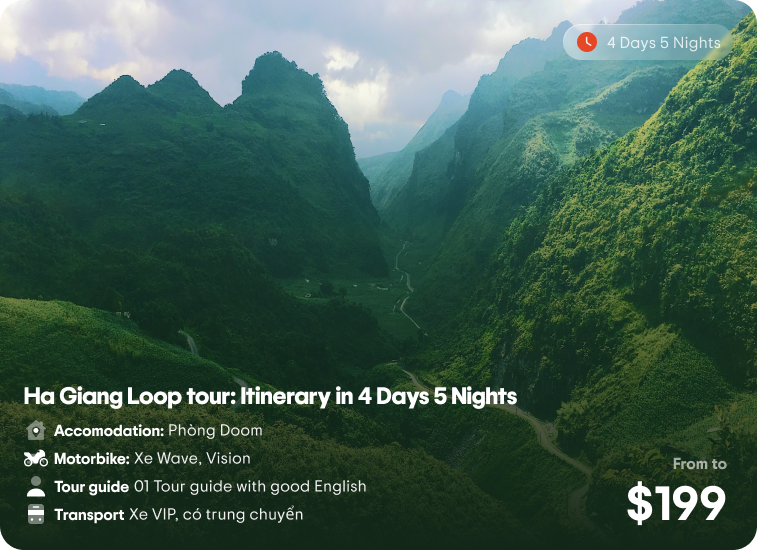 4 Days 5 Nights
Ha Giang Loop tour: Itinerary in 4 Days 5 Nights
Accomodation: Phòng Doom
Motorbike: Xe Wave, Vision
Tour guide 01 Tour guide with good English
Transport Xe VIP, có trung chuyển
From to
$199